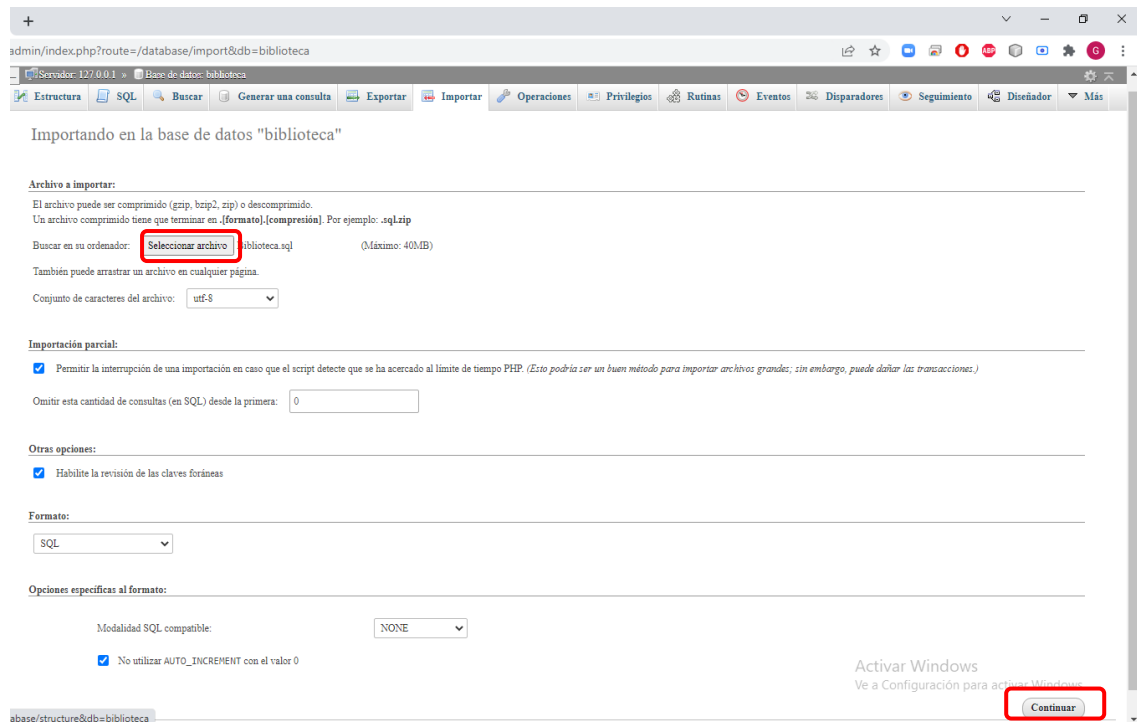 admin/index.php?route=/database/import&db=biblioteca
ABP G
Servidor: 127.0.0.1 » Base de datos: biblioteca
Estructura SQL Buscar Generar una consulta Exportar Importar Operaciones Privilegios Rutinas Eventos Disparadores Seguimiento Diseñador Más
Importando en la base de datos "biblioteca"
Archivo a importar:
El archivo puede ser comprimido (gzip, bzip2, zip) o descomprimido.
Un archivo comprimido tiene que terminar en .[formato].[compresión]. Por ejemplo: .sql.zip
Buscar en su ordenador: Seleccionar archivo Biblioteca.sql (Máximo: 40MB)
También puede arrastrar un archivo en cualquier página.
Conjunto de caracteres del archivo: utf-8
Importación parcial:
Permitir la interrupción de una importación en caso que el script detecte que se ha acercado al límite de tiempo PHP. (Esto podría ser un buen método para importar archivos grandes; sin embargo, puede dañar las transacciones.)
Omitir esta cantidad de consultas (en SQL) desde la primera: 0
Otras opciones:
Habilite la revisión de las claves foráneas
Formato:
SQL
Opciones específicas al formato:
Modalidad SQL compatible: NONE
No utilizar AUTO_INCREMENT con el valor 0
Activar Windows
Ve a Configuración para activar Windows.
Continuar
abase/structure&db=biblioteca